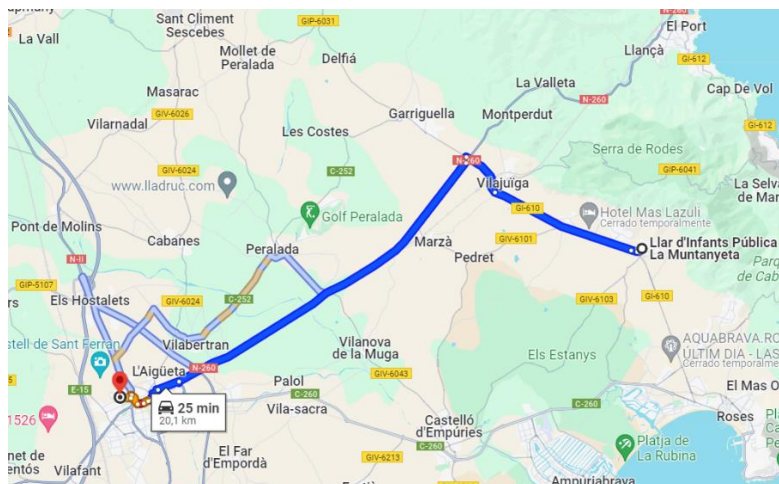 Sant Climent
Sescebes
GIP-6031
N-260
El Port
La Vall
Mollet de
Peralada
Delfiá
Llançà
GI-612
Masarac
La Valleta
Cap De Vol
Vilarnadal
GIV-6026
Garriguella
Montperdut
Les Costes
GI-612
GIV-6024
C-252
N-260
Serra de Rodes
GIP-6041
www.lladruc.com
Vilajuïga
La Selva
de Mar
Golf Peralada
GI-610
Hotel Mas Lazuli
Cerrado temporalmente
Pont de Molins
Cabanes
Peralada
Marzà
GIV-6101
Llar d'Infants Pública
La Muntanyeta
N-II
Pedret
Parq
de Cab
GIP-5107
Els Hostalets
GIV-6024
C-252
GIV-6103
GI-610
Vilabertran
Vilanova
de la Muga
AQUABRAVA.RO
ÚLTIM DIA - LAS
Cerrado temporalmente
stell de Sant Ferran
Els Estanys
L'Aigüeta
N-260
GIV-6043
E-15
Palol
C-260
El Mas O
25 min
20,1 km
Vila-sacra
Roses
1526
Castelló
d'Empúries
Platja de
La Rubina
net de
entós
El Far
d'Empordà
C-260
Vilafant
GIV-6213
Ampuriabrava